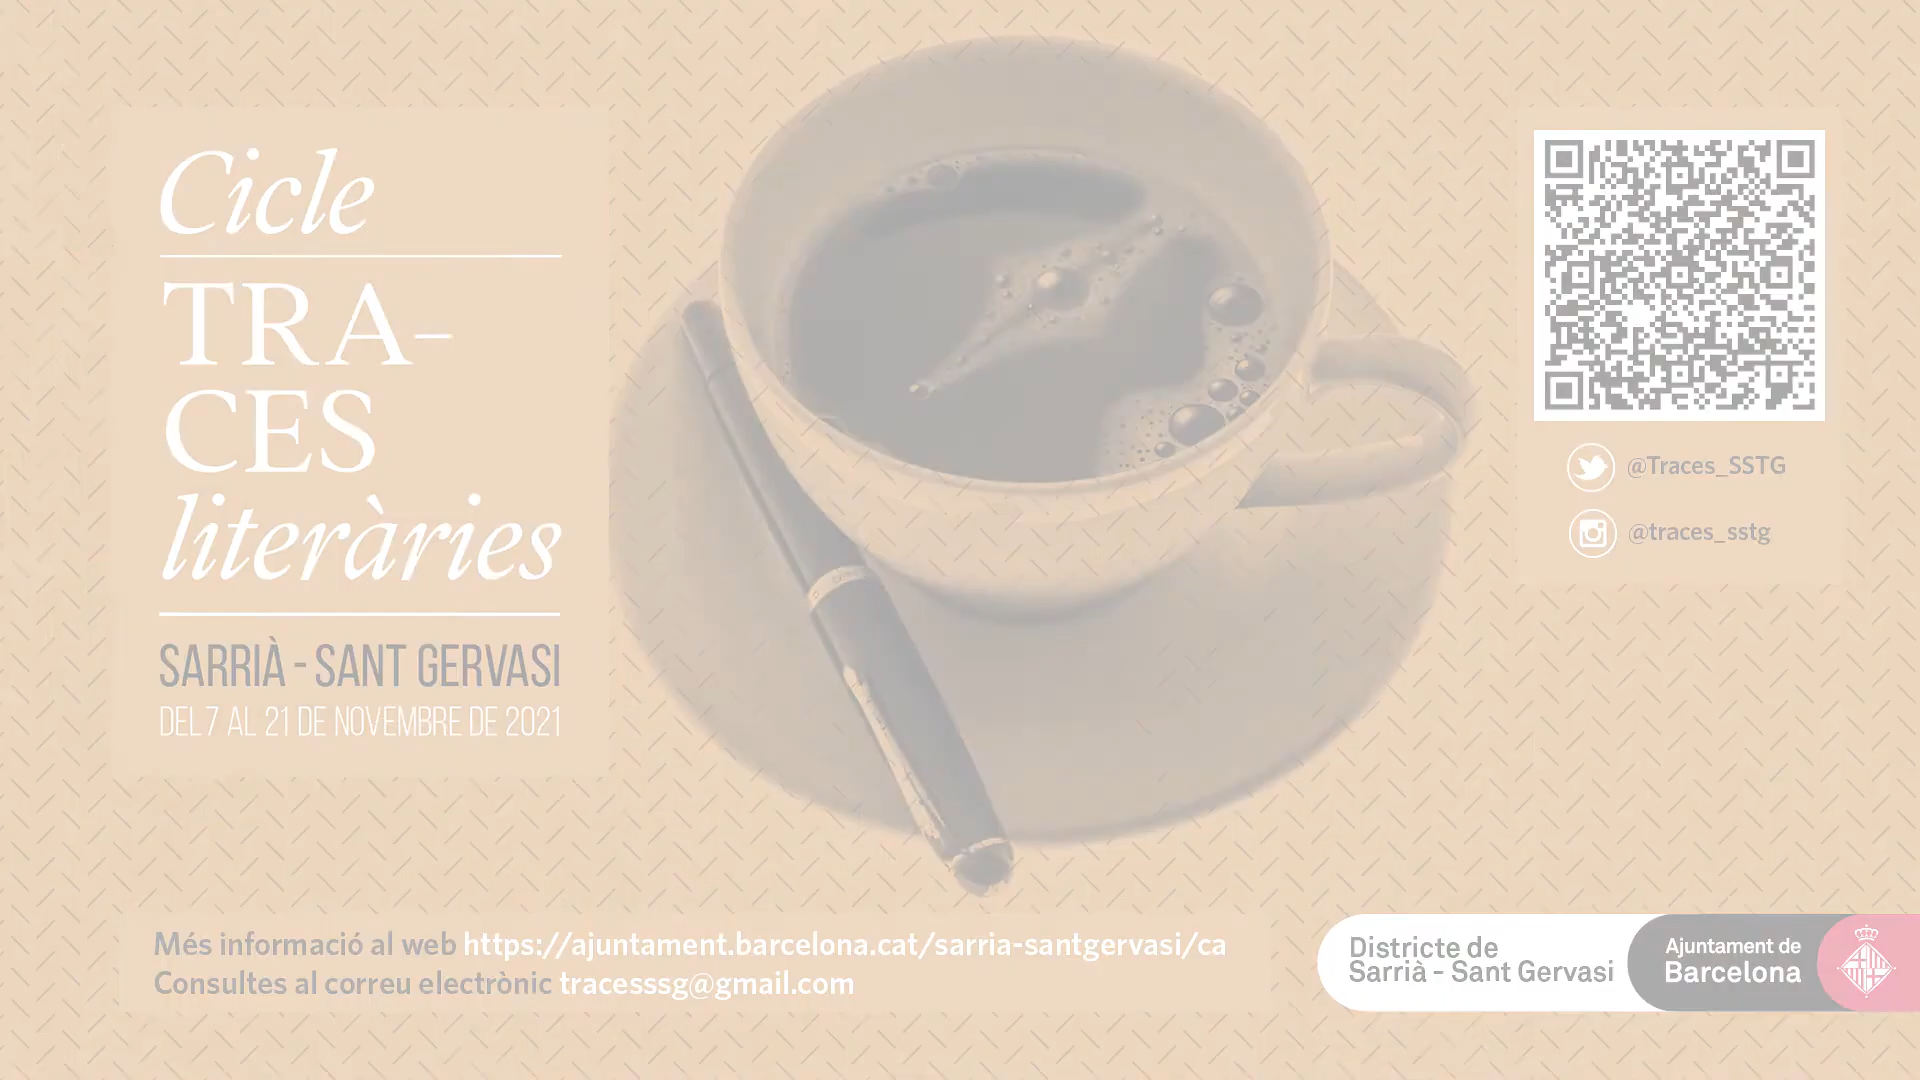 Cicle
TRA-
CES
literàries
SARRIÀ - SANT GERVASI
DEL 7 AL 21 DE NOVEMBRE DE 2021
@Traces_SSTG
@traces_sstg
Més informació al web https://ajuntament.barcelona.cat/sarria-santgervasi/ca
Consultes al correu electrònic tracesssg@gmail.com
Districte de
Sarrià - Sant Gervasi
Ajuntament de
Barcelona